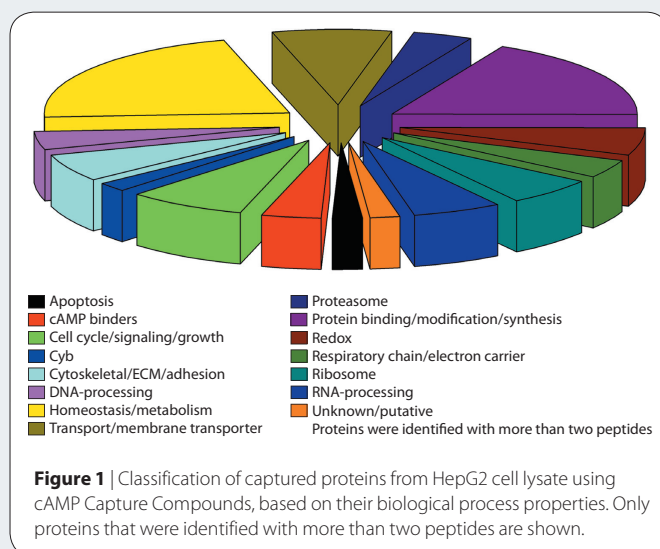 Apoptosis
cAMP binders
Cell cycle/signaling/growth
Cyb
Cytoskeletal/ECM/adhesion
DNA-processing
Homeostasis/metabolism
Transport/membrane transporter
Proteasome
Protein binding/modification/synthesis
Redox
Respiratory chain/electron carrier
Ribosome
RNA-processing
Unknown/putative
Proteins were identified with more than two peptides
Figure 1 | Classification of captured proteins from HepG2 cell lysate using
cAMP Capture Compounds, based on their biological process properties. Only
proteins that were identified with more than two peptides are shown.